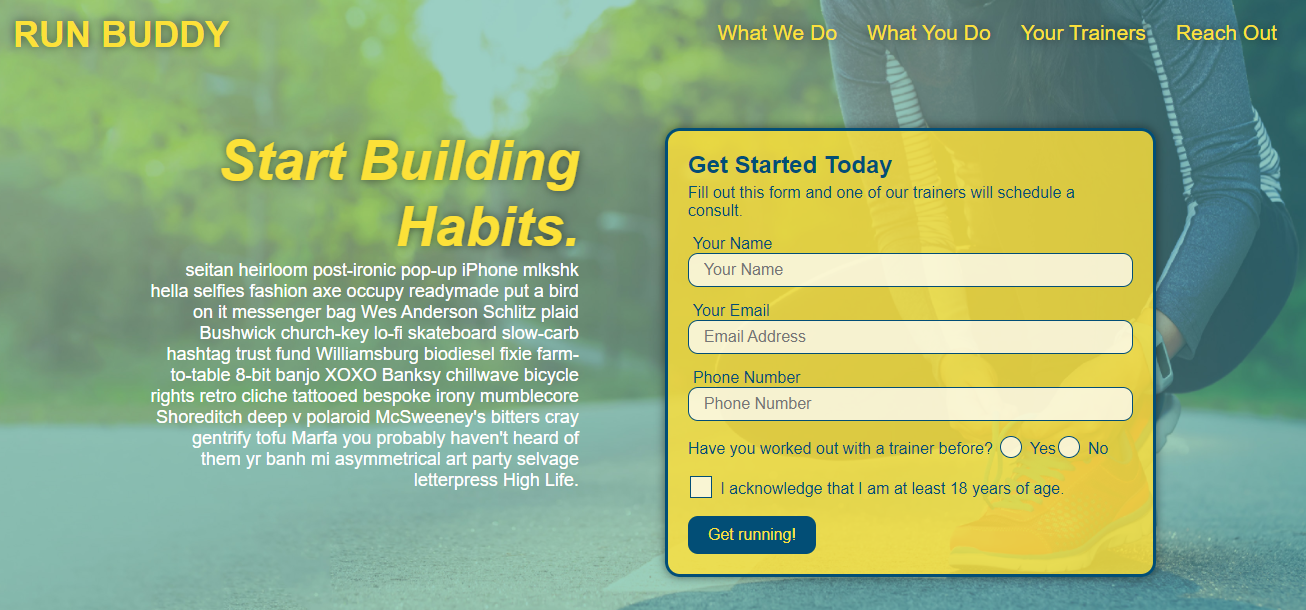 RUN BUDDY
What We Do What You Do Your Trainers Reach Out
Start Building
Habits.
seitan heirloom post-ironic pop-up iPhone mlkshk
hella selfies fashion axe occupy readymade put a bird
on it messenger bag Wes Anderson Schlitz plaid
Bushwick church-key lo-fi skateboard slow-carb
hashtag trust fund Williamsburg biodiesel fixie farm-
to-table 8-bit banjo XOXO Banksy chillwave bicycle
rights retro cliche tattooed bespoke irony mumblecore
Shoreditch deep v polaroid McSweeney's bitters cray
gentrify tofu Marfa you probably haven't heard of
them yr banh mi asymmetrical art party selvage
letterpress High Life.
Get Started Today
Fill out this form and one of our trainers will schedule a
consult.
Your Name
Your Name
Your Email
Email Address
Phone Number
Phone Number
Have you worked out with a trainer before? Yes No
I acknowledge that I am at least 18 years of age.
Get running!